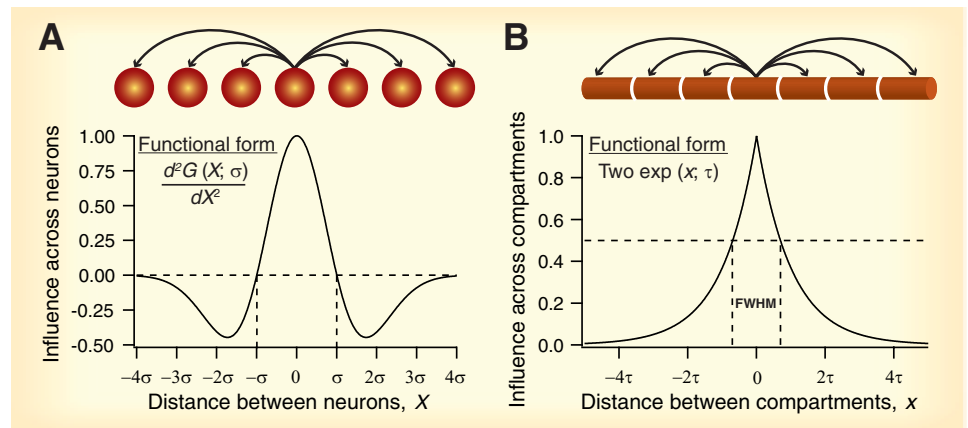 A
B
Functional form
d²G (X; σ)
dX²
Influence across neurons
1.00
0.75
0.50
0.25
0.00
-0.25
-0.50
−4σ −3σ −2σ −σ 0 σ 2σ 3σ 4σ
Distance between neurons, X
Functional form
Two exp (x; τ)
Influence across compartments
1.0
0.8
0.6
0.4
0.2
0.0
FWHM
−4τ −2τ 0 2τ 4τ
Distance between compartments, x